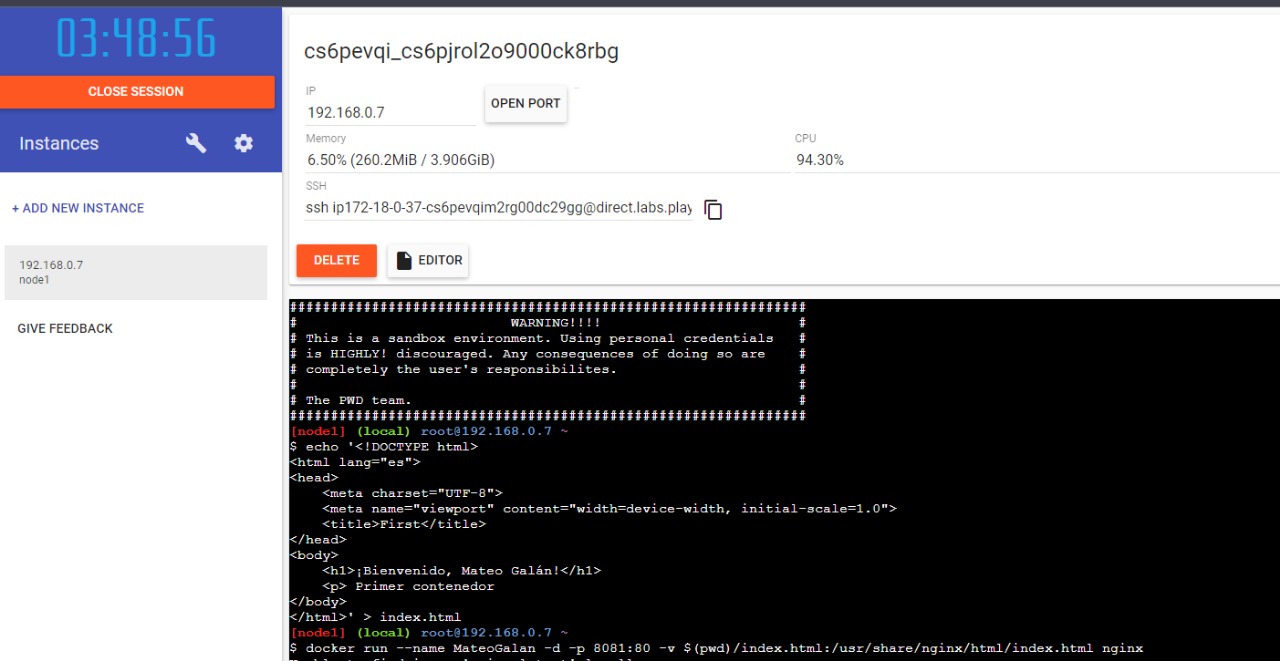 03:48:56
CLOSE SESSION
Instances
+ ADD NEW INSTANCE
192.168.0.7
node1
GIVE FEEDBACK
cs6pevqi_cs6pjrol2o9000ck8rbg
IP
192.168.0.7
OPEN PORT
Memory
6.50% (260.2MiB / 3.906GiB)
CPU
94.30%
SSH
ssh ip172-18-0-37-cs6pevqim2rg00dc29gg@direct.labs.play
DELETE
EDITOR
###############################################################
# WARNING!!!! #
# This is a sandbox environment. Using personal credentials #
# is HIGHLY! discouraged. Any consequences of doing so are #
# completely the user's responsibilites. #
# #
# The PWD team. #
###############################################################
[node1] (local) root@192.168.0.7 ~
$ echo '<!DOCTYPE html>
<html lang="es">
<head>
    <meta charset="UTF-8">
    <meta name="viewport" content="width=device-width, initial-scale=1.0">
    <title>First</title>
</head>
<body>
    <h1>¡Bienvenido, Mateo Galán!</h1>
    <p> Primer contenedor
</body>
</html>' > index.html
[node1] (local) root@192.168.0.7 ~
$ docker run --name MateoGalan -d -p 8081:80 -v $(pwd)/index.html:/usr/share/nginx/html/index.html nginx